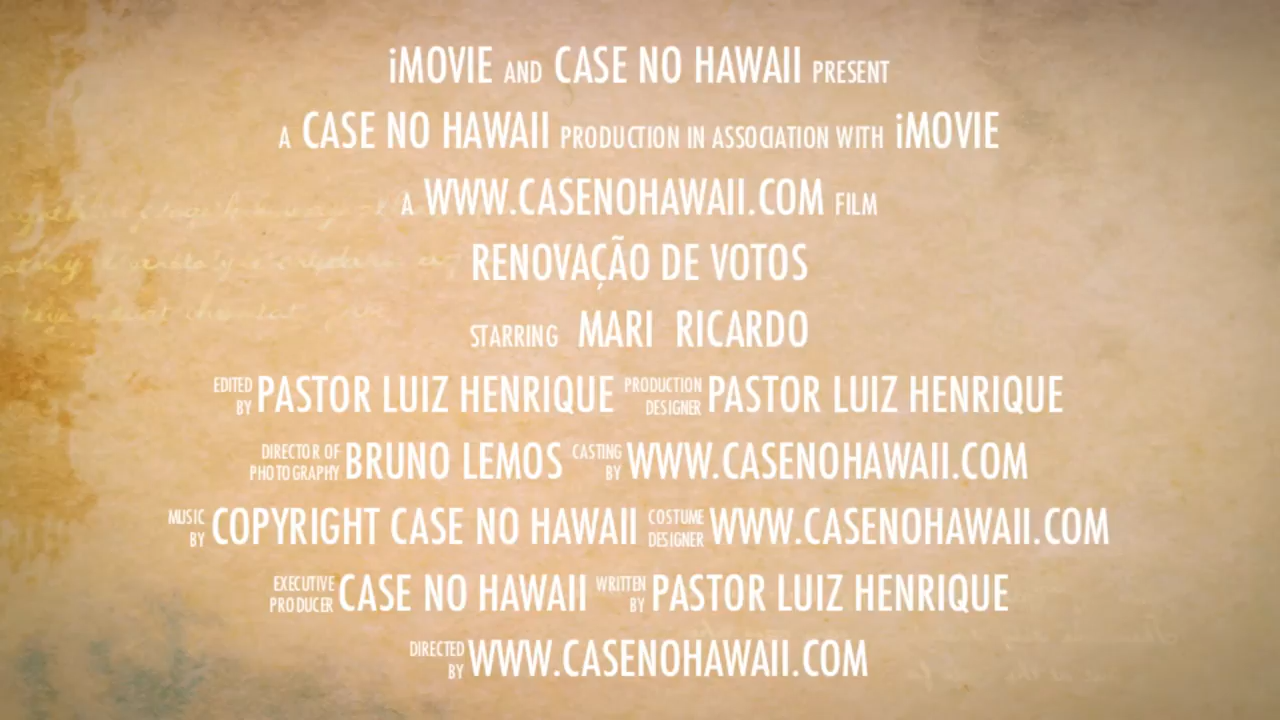 iMOVIE AND CASE NO HAWAII PRESENT
A CASE NO HAWAII PRODUCTION IN ASSOCIATION WITH iMOVIE
A WWW.CASENOHAWAII.COM FILM
RENOVAÇÃO DE VOTOS
STARRING MARI RICARDO
EDITED BY PASTOR LUIZ HENRIQUE PRODUCTION DESIGNER PASTOR LUIZ HENRIQUE
DIRECTOR OF PHOTOGRAPHY BRUNO LEMOS CASTING BY WWW.CASENOHAWAII.COM
MUSIC BY COPYRIGHT CASE NO HAWAII COSTUME DESIGNER WWW.CASENOHAWAII.COM
EXECUTIVE PRODUCER CASE NO HAWAII WRITTEN BY PASTOR LUIZ HENRIQUE
DIRECTED BY WWW.CASENOHAWAII.COM